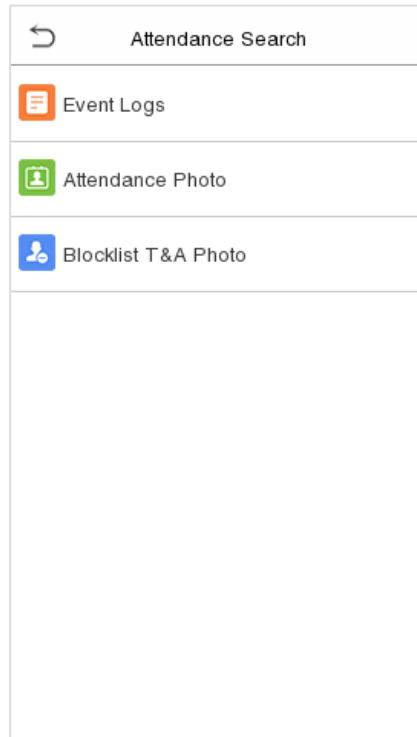 Attendance Search
Event Logs
Attendance Photo
Blocklist T&A Photo